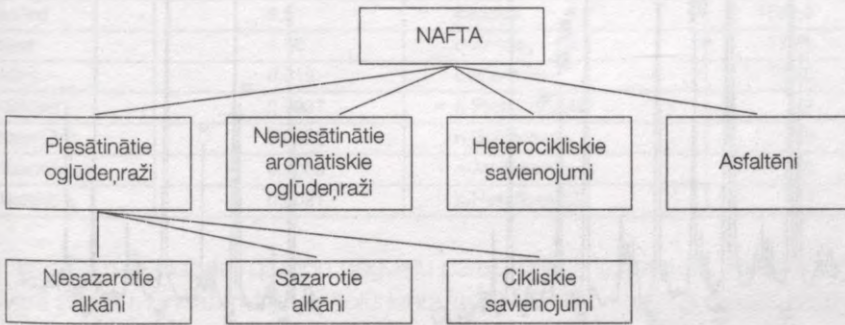 NAFTA
Piesātinātie
ogļūdeņraži
Nepiesātinātie
aromātiskie
ogļūdeņraži
Heterocikliskie
savienojumi
Asfaltēni
Nesazarotie
alkāni
Sazarotie
alkāni
Cikliskie
savienojumi